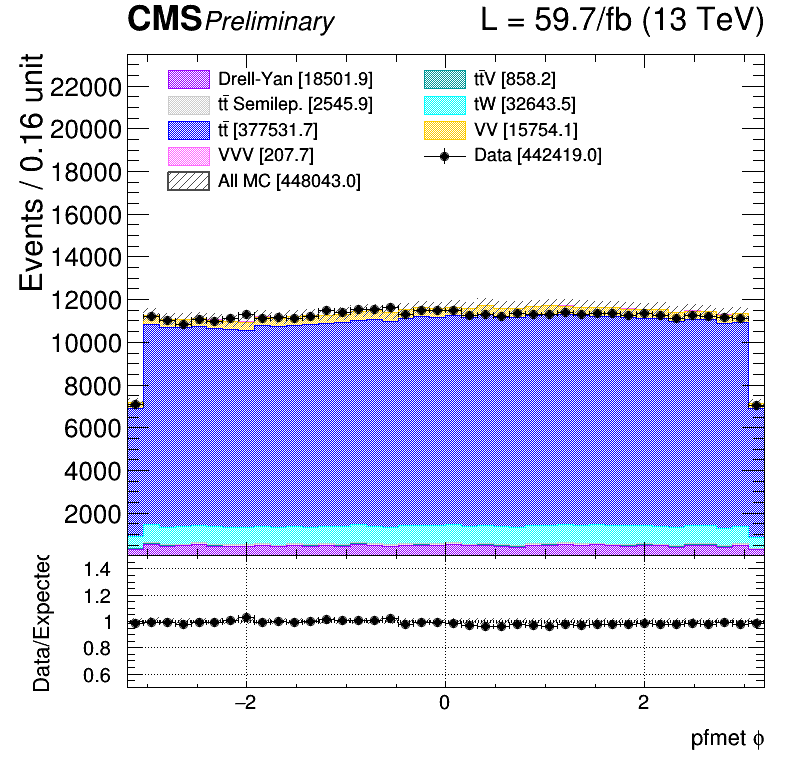 CMS Preliminary L = 59.7/fb (13 TeV)
Events / 0.16 unit
22000
20000
18000
16000
14000
12000
10000
8000
6000
4000
2000
Drell-Yan [18501.9]
tt̄ Semilep. [2545.9]
tt̄ [377531.7]
VVV [207.7]
All MC [448043.0]
tt̄V [858.2]
tW [32643.5]
VV [15754.1]
Data [442419.0]
Data/Expected
1.4
1.2
1
0.8
0.6
−2 0 2
pfmet ϕ